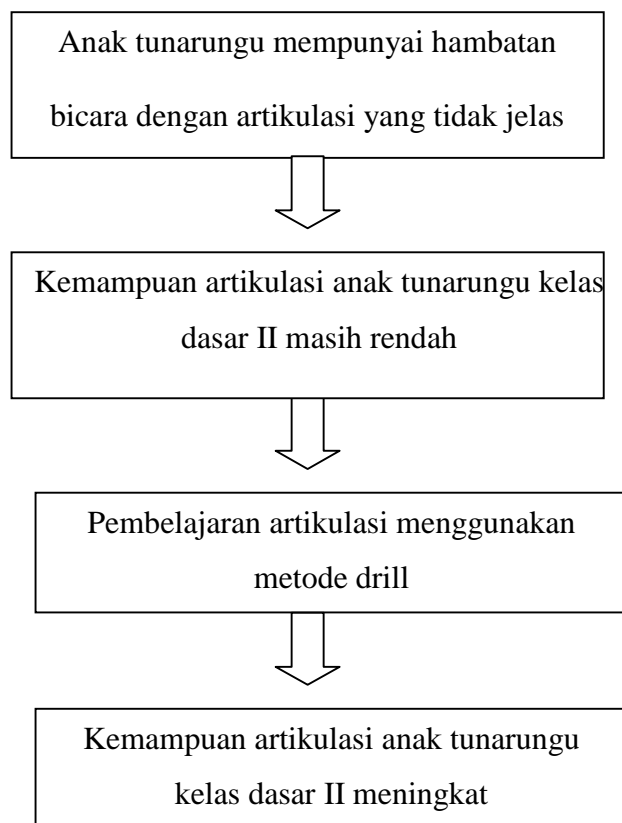 Anak tunarungu mempunyai hambatan
bicara dengan artikulasi yang tidak jelas
Kemampuan artikulasi anak tunarungu kelas
dasar II masih rendah
Pembelajaran artikulasi menggunakan
metode drill
Kemampuan artikulasi anak tunarungu
kelas dasar II meningkat